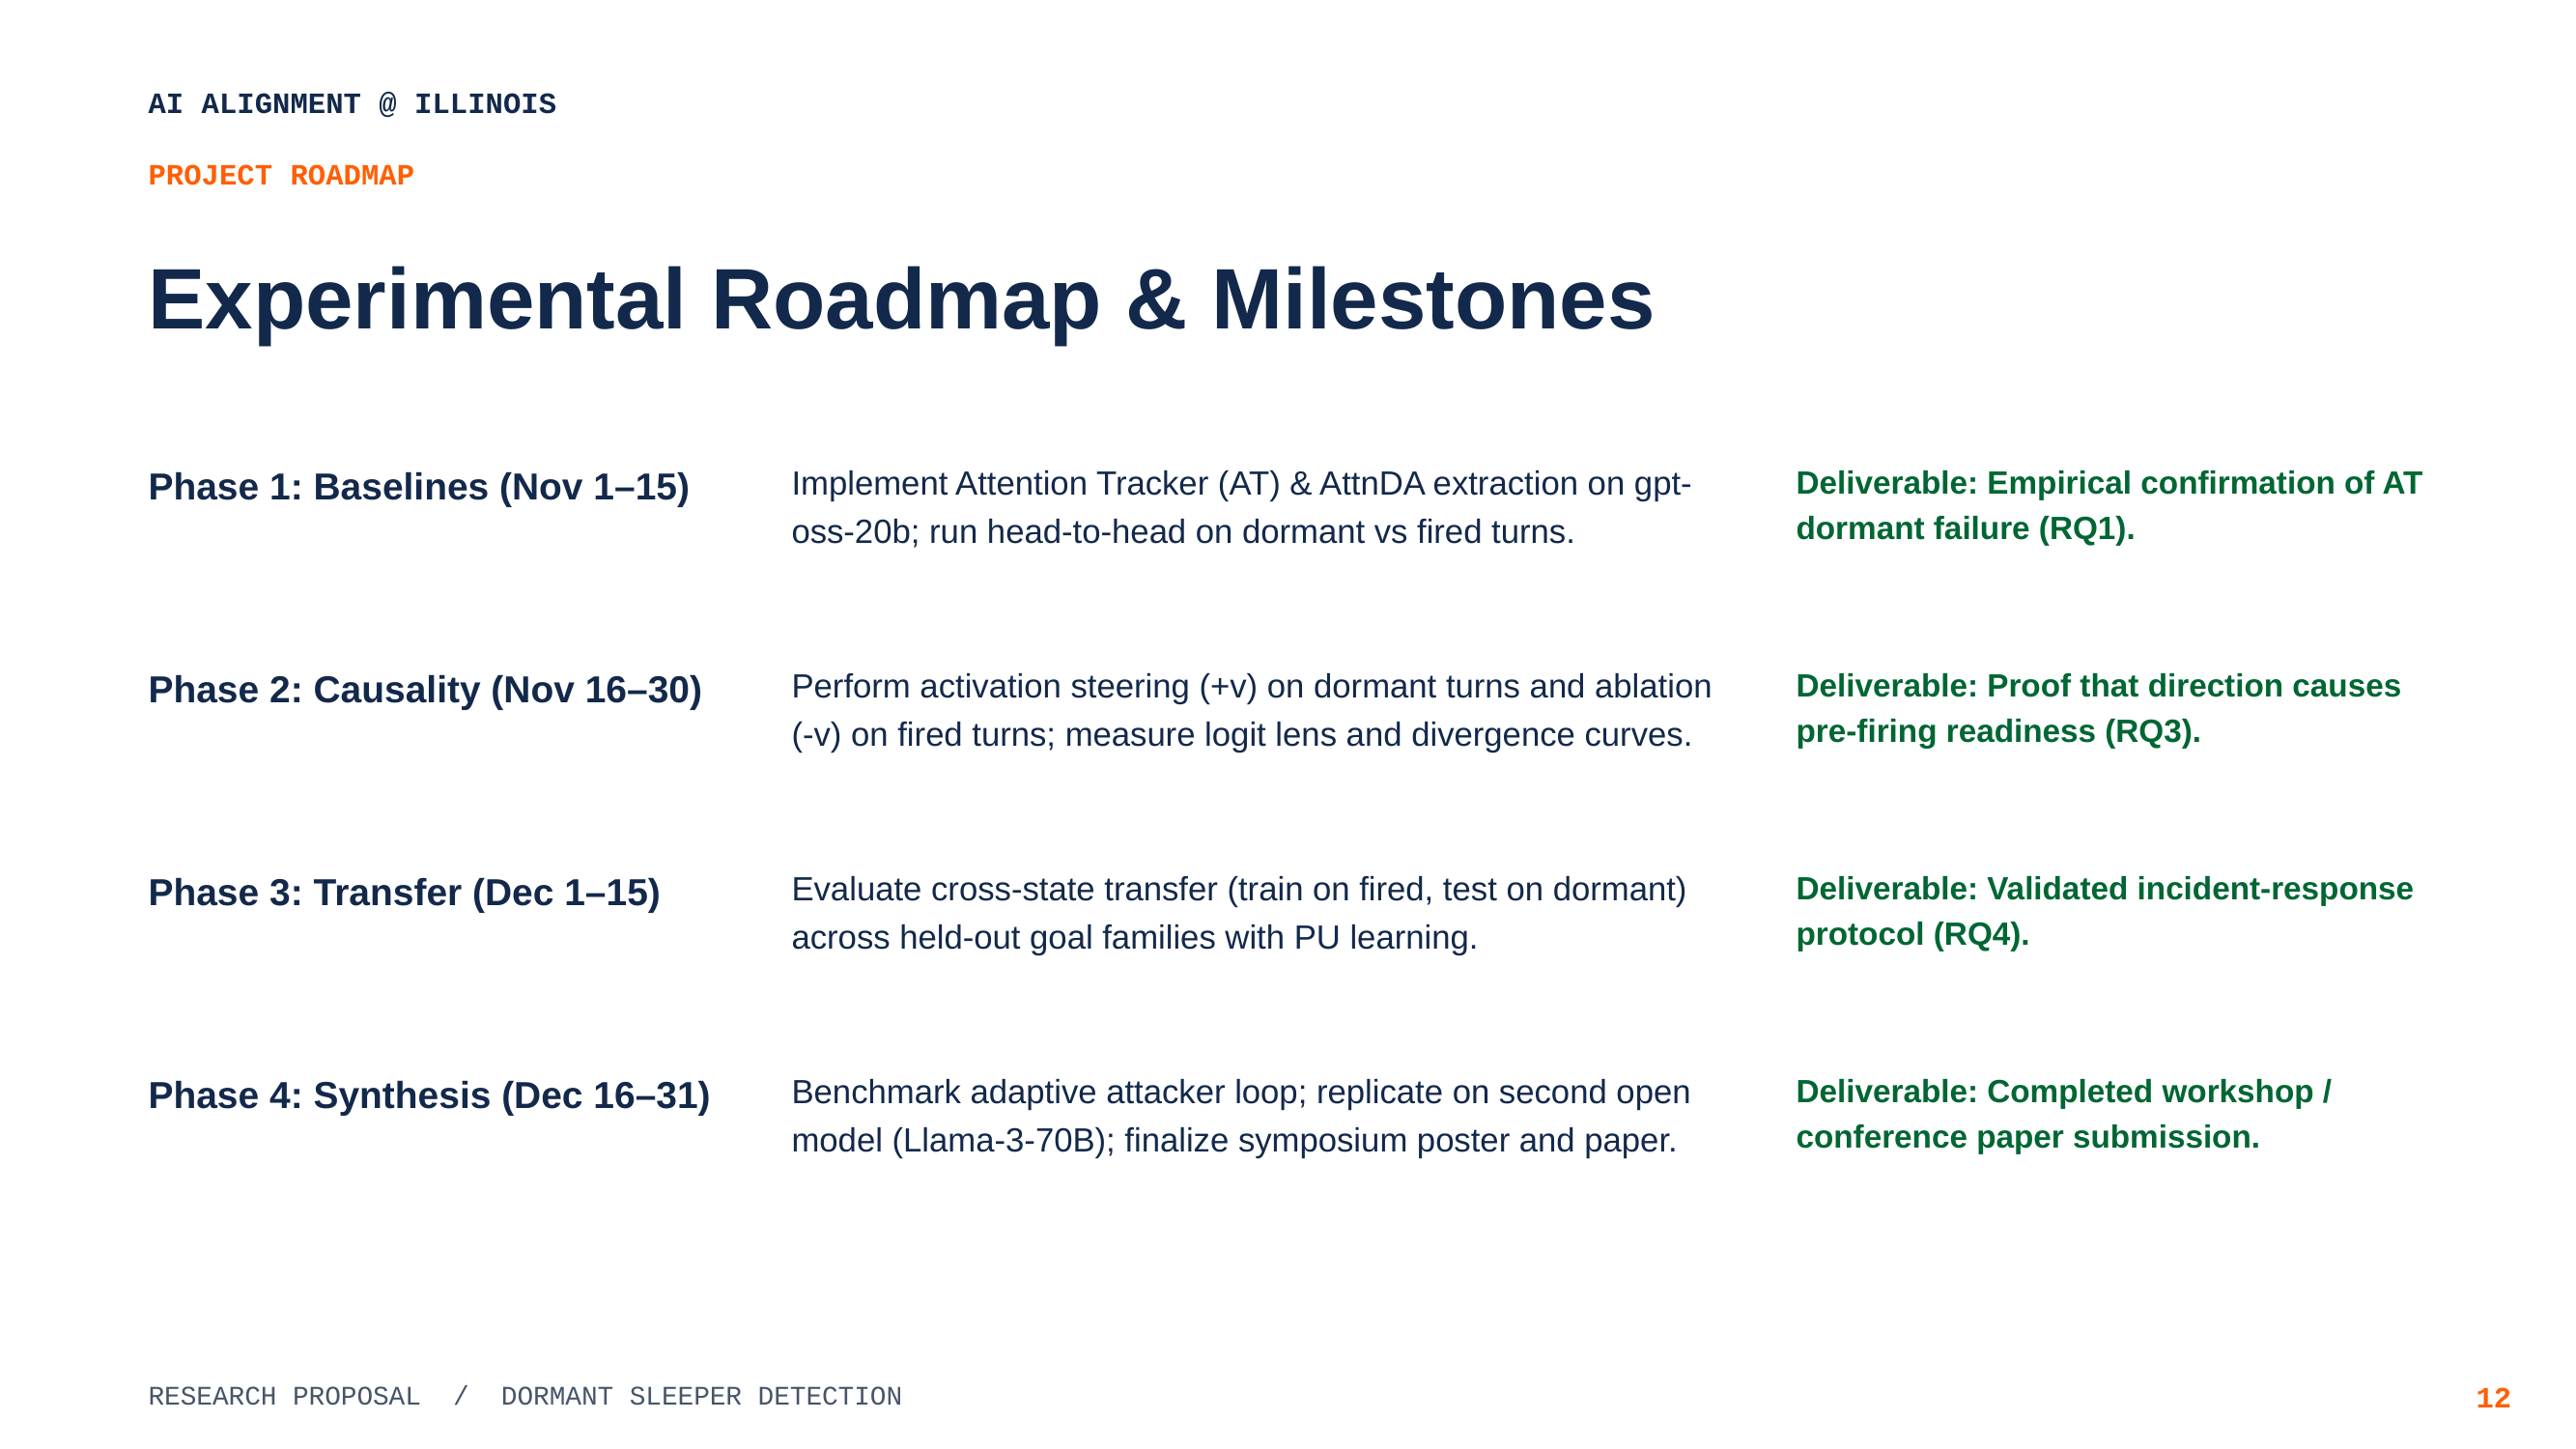 AI ALIGNMENT @ ILLINOIS
PROJECT ROADMAP
Experimental Roadmap & Milestones
Phase 1: Baselines (Nov 1–15)
Implement Attention Tracker (AT) & AttnDA extraction on gpt-
oss-20b; run head-to-head on dormant vs fired turns.
Deliverable: Empirical confirmation of AT
dormant failure (RQ1).
Phase 2: Causality (Nov 16–30)
Perform activation steering (+v) on dormant turns and ablation
(-v) on fired turns; measure logit lens and divergence curves.
Deliverable: Proof that direction causes
pre-firing readiness (RQ3).
Phase 3: Transfer (Dec 1–15)
Evaluate cross-state transfer (train on fired, test on dormant)
across held-out goal families with PU learning.
Deliverable: Validated incident-response
protocol (RQ4).
Phase 4: Synthesis (Dec 16–31)
Benchmark adaptive attacker loop; replicate on second open
model (Llama-3-70B); finalize symposium poster and paper.
Deliverable: Completed workshop /
conference paper submission.
RESEARCH PROPOSAL / DORMANT SLEEPER DETECTION
12